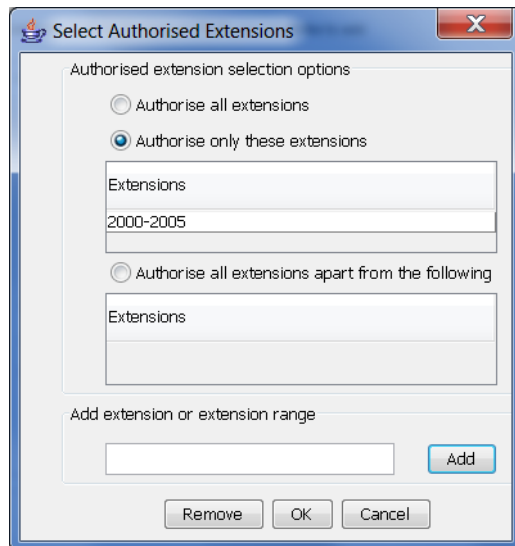 Select Authorised Extensions
Authorised extension selection options
Authorise all extensions
Authorise only these extensions
Extensions
2000-2005
Authorise all extensions apart from the following
Extensions
Add extension or extension range
Add
Remove OK Cancel